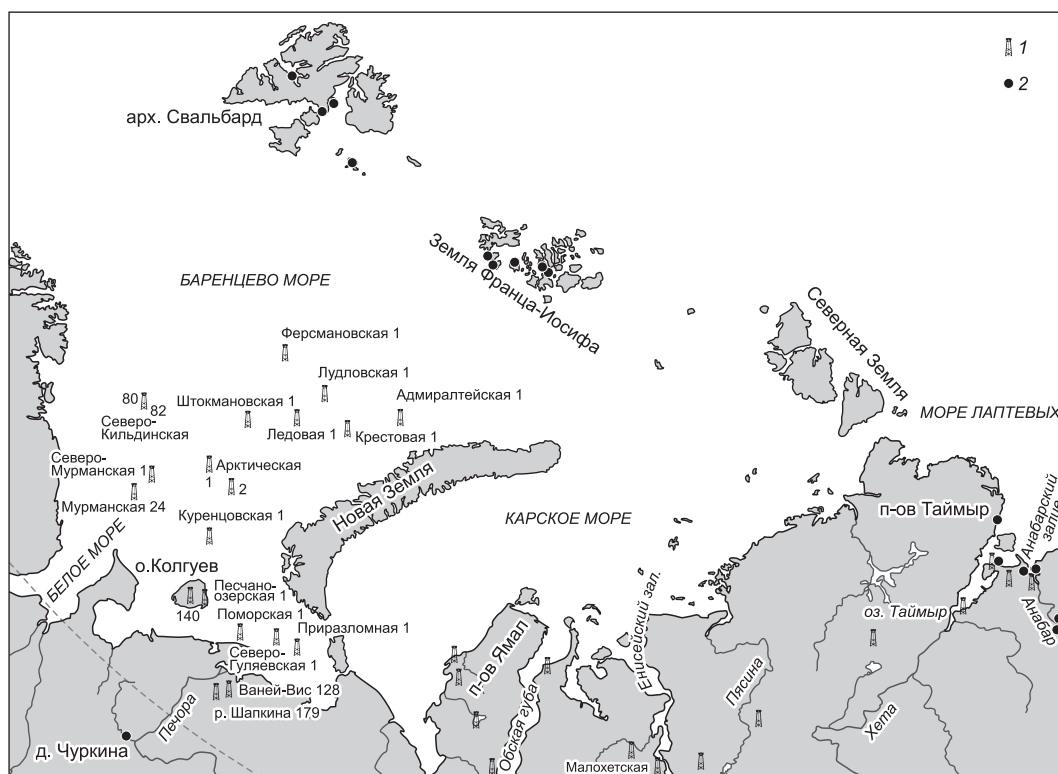 1
2
арх. Свальбард
БАРЕНЦЕВО МОРЕ
Земля Франца-Иосифа
Северная Земля
МОРЕ ЛАПТЕВЫХ
Ферсмановская 1
Лудловская 1
Адмиралтейская 1
Штокмановская 1
80
82
Северо-
Кильдинская
Ледовая 1
Крестовая 1
Северо-
Мурманская 1
Арктическая
1
2
Мурманская 24
Куренцовская 1
Новая Земля
КАРСКОЕ МОРЕ
п-ов Таймыр
Анабарский
БЕЛОЕ МОРЕ
о.Колгуев
Песчано-
озерская 1
140
Поморская 1
Приразломная 1
Северо-
Гуляевская 1
Ваней-Вис 128
р. Шапкина 179
Печора
д. Чуркина
п-ов Ямал
Обская губа
Енисейский зал.
Пясина
оз. Таймыр
Хета
Анабар
Малохетская